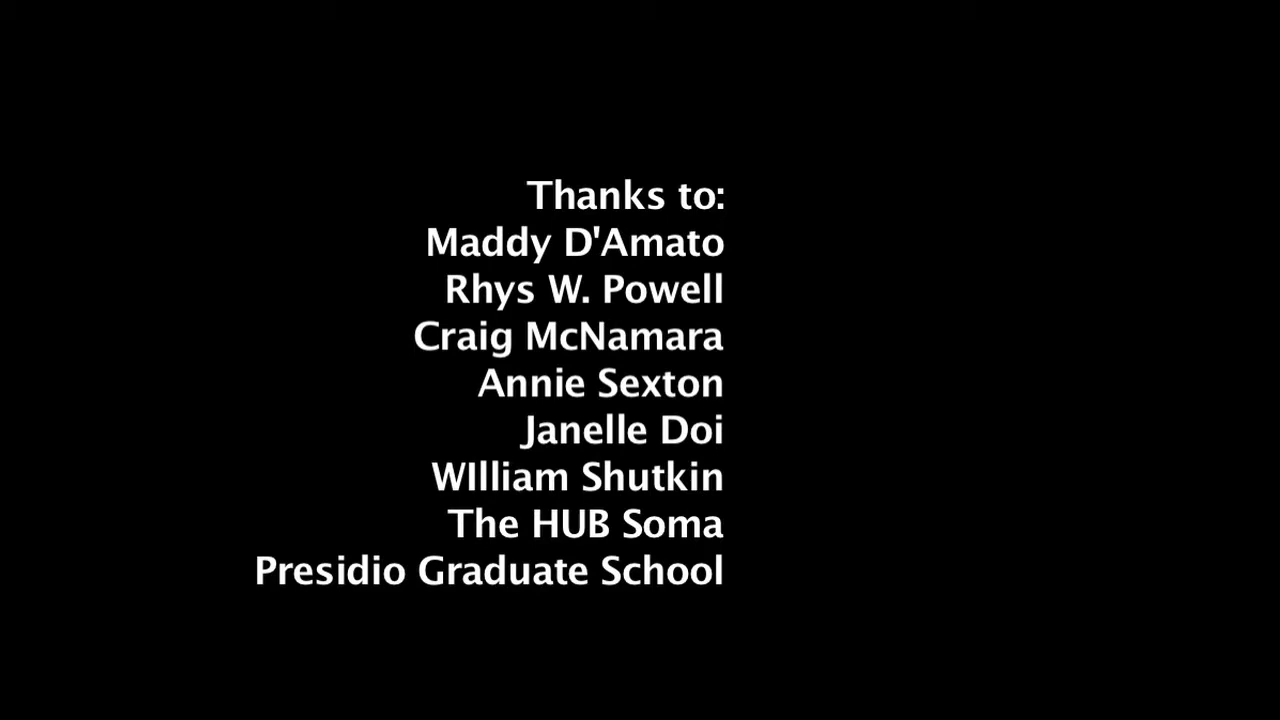 Thanks to:
Maddy D'Amato
Rhys W. Powell
Craig McNamara
Annie Sexton
Janelle Doi
WIlliam Shutkin
The HUB Soma
Presidio Graduate School